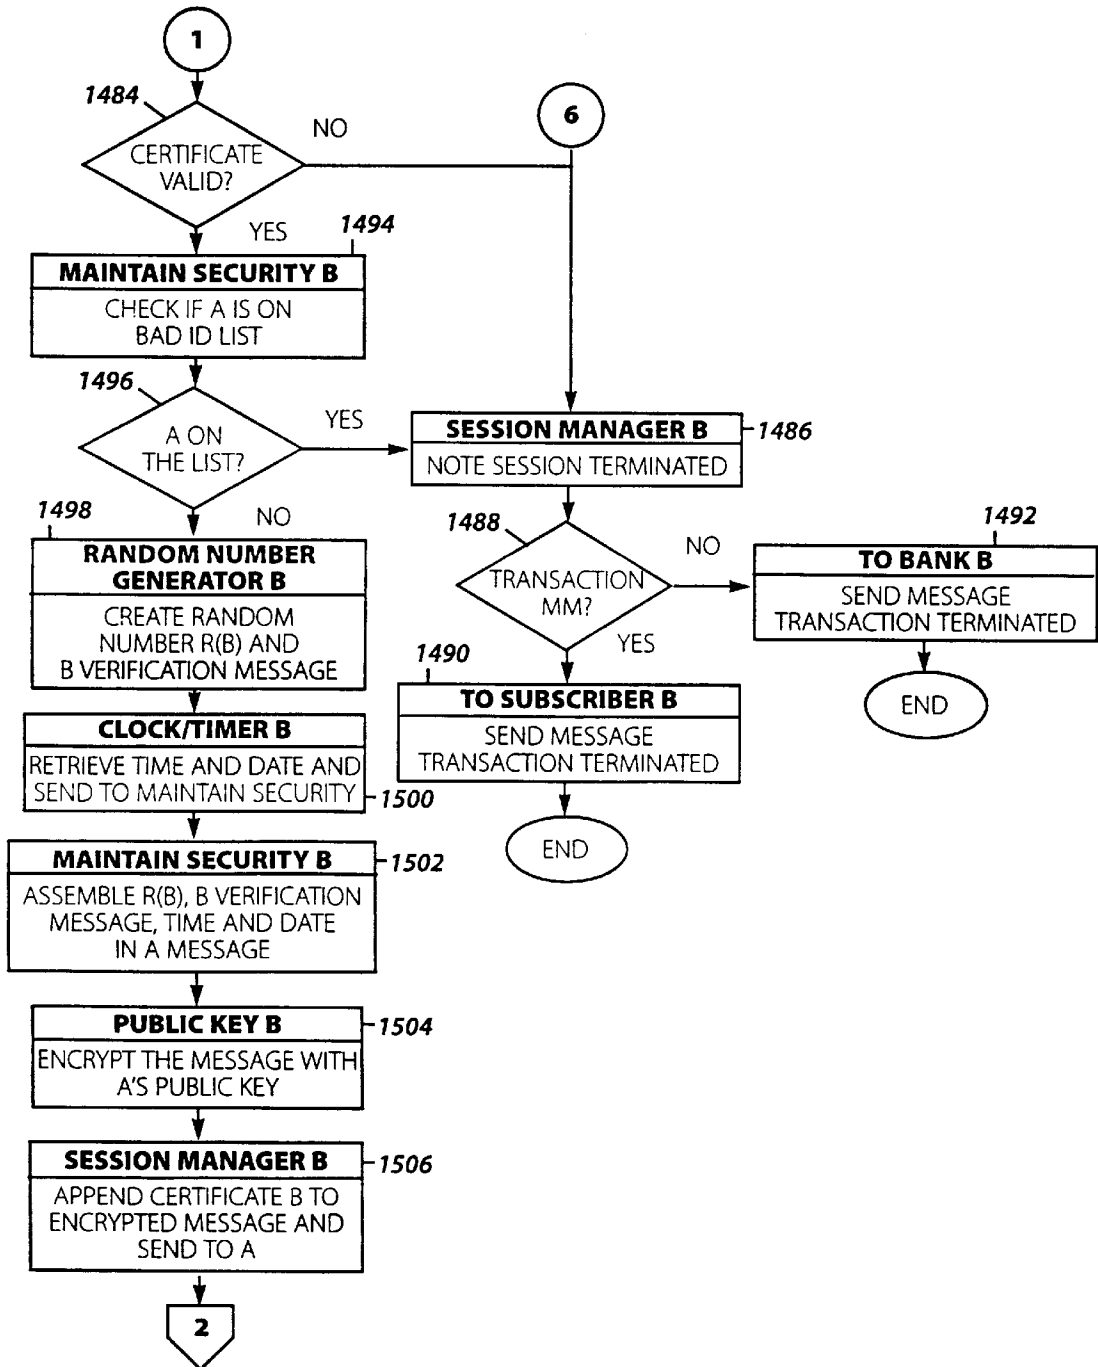 1
1484
CERTIFICATE
VALID?
NO
6
YES
1494
MAINTAIN SECURITY B
CHECK IF A IS ON
BAD ID LIST
1496
A ON
THE LIST?
YES
SESSION MANAGER B
1486
NOTE SESSION TERMINATED
NO
1498
RANDOM NUMBER
GENERATOR B
CREATE RANDOM
NUMBER R(B) AND
B VERIFICATION MESSAGE
1488
TRANSACTION
MM?
NO
1492
TO BANK B
SEND MESSAGE
TRANSACTION TERMINATED
END
YES
1490
TO SUBSCRIBER B
SEND MESSAGE
TRANSACTION TERMINATED
END
CLOCK/TIMER B
RETRIEVE TIME AND DATE AND
SEND TO MAINTAIN SECURITY
1500
MAINTAIN SECURITY B
1502
ASSEMBLE R(B), B VERIFICATION
MESSAGE, TIME AND DATE
IN A MESSAGE
PUBLIC KEY B
1504
ENCRYPT THE MESSAGE WITH
A'S PUBLIC KEY
SESSION MANAGER B
1506
APPEND CERTIFICATE B TO
ENCRYPTED MESSAGE AND
SEND TO A
2